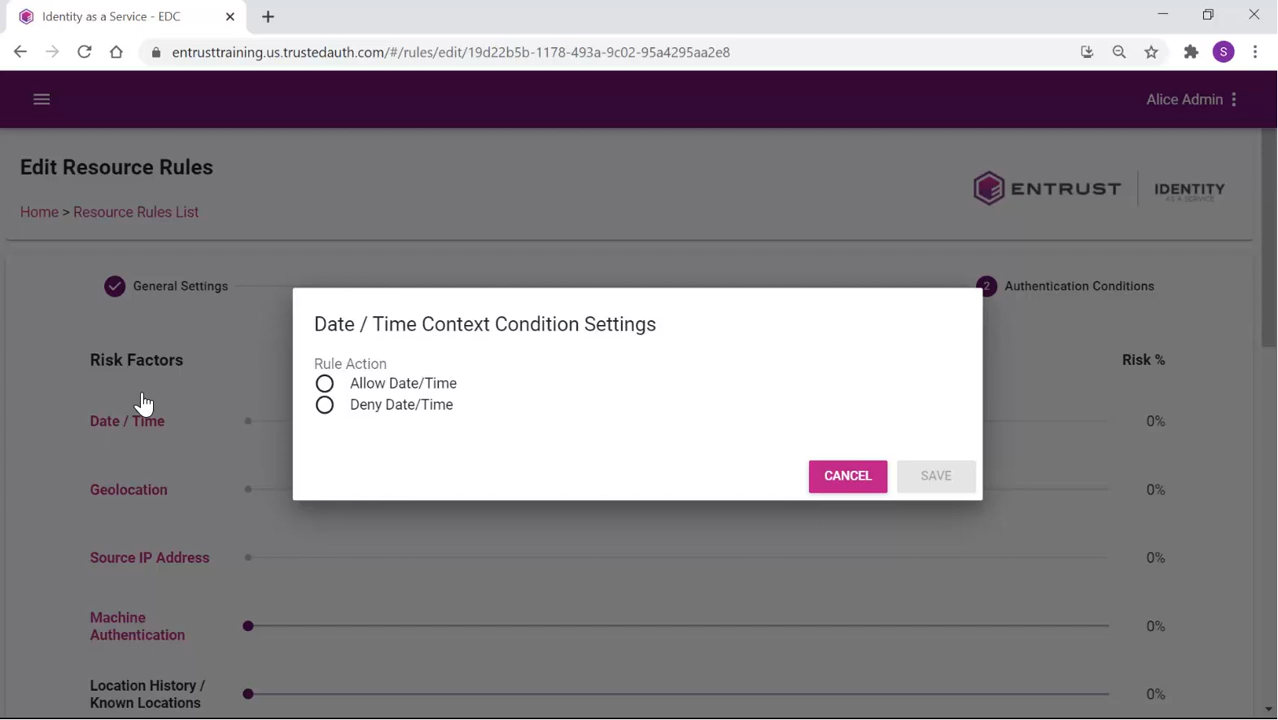 Identity as a Service - EDC
entrusttraining.us.trustedauth.com/#/rules/edit/19d22b5b-1178-493a-9c02-95a4295aa2e8
S
Alice Admin
Edit Resource Rules
Home > Resource Rules List
ENTRUST IDENTITY
AS A SERVICE
General Settings
2 Authentication Conditions
Date / Time Context Condition Settings
Rule Action
Allow Date/Time
Deny Date/Time
CANCEL SAVE
Risk Factors Risk %
Date / Time 0%
Geolocation 0%
Source IP Address 0%
Machine
Authentication 0%
Location History /
Known Locations 0%